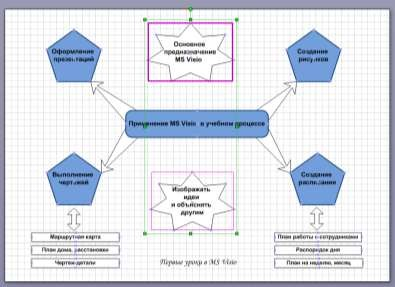 Оформление
презентаций
Основное
предназначение
MS Visio
Создание
рисунков
Применение MS Visio в учебном процессе
Выполнение
чертежей
Изображать
идеи
и объяснять
другим
Создание
расписания
Маршрутная карта
План дома, расстановки
Чертеж детали
План работы с сотрудниками
Распорядок дня
План на неделю, месяц
Первые уроки в MS Visio